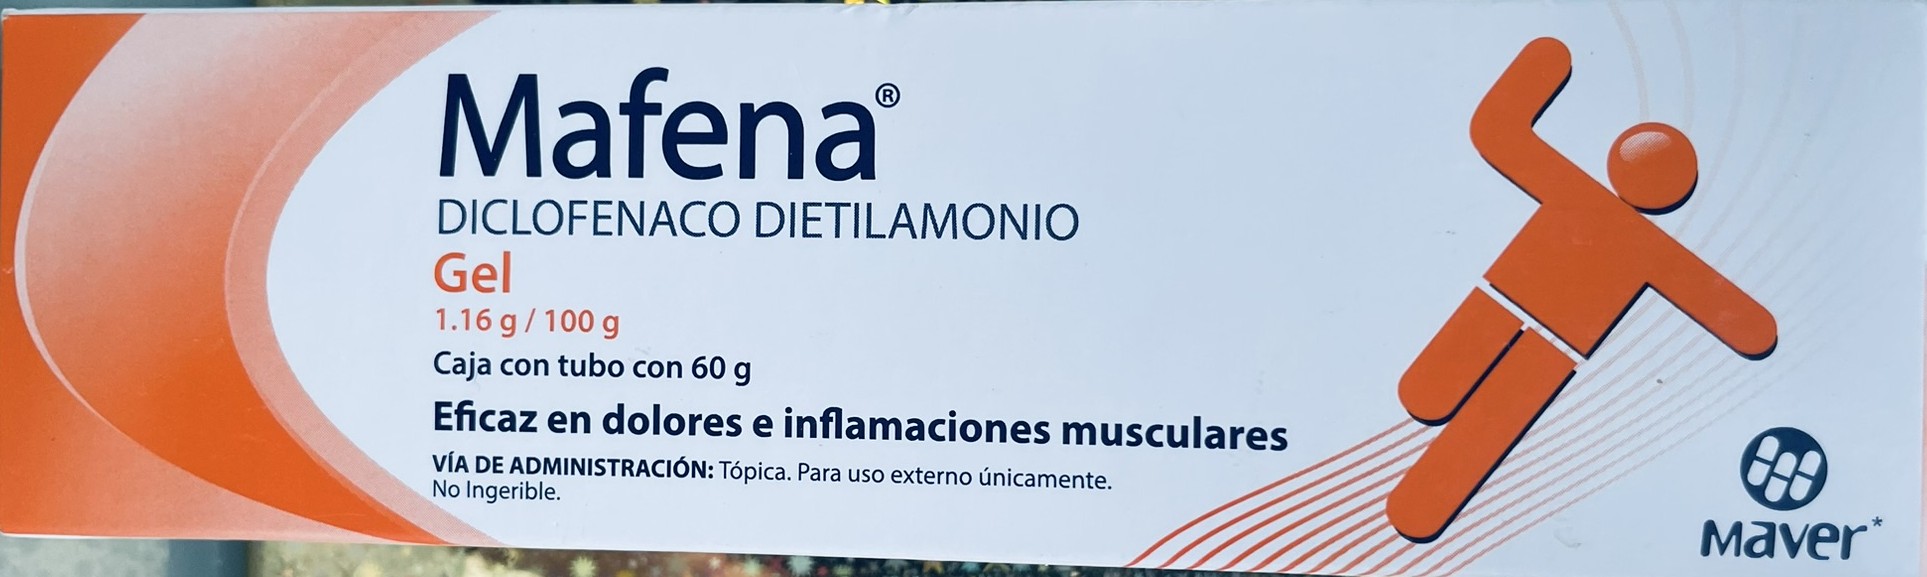 Mafena®
DICLOFENACO DIETILAMONIO
Gel
1.16 g / 100 g
Caja con tubo con 60 g
Eficaz en dolores e inflamaciones musculares
VÍA DE ADMINISTRACIÓN: Tópica. Para uso externo únicamente.
No Ingerible.
Maver*